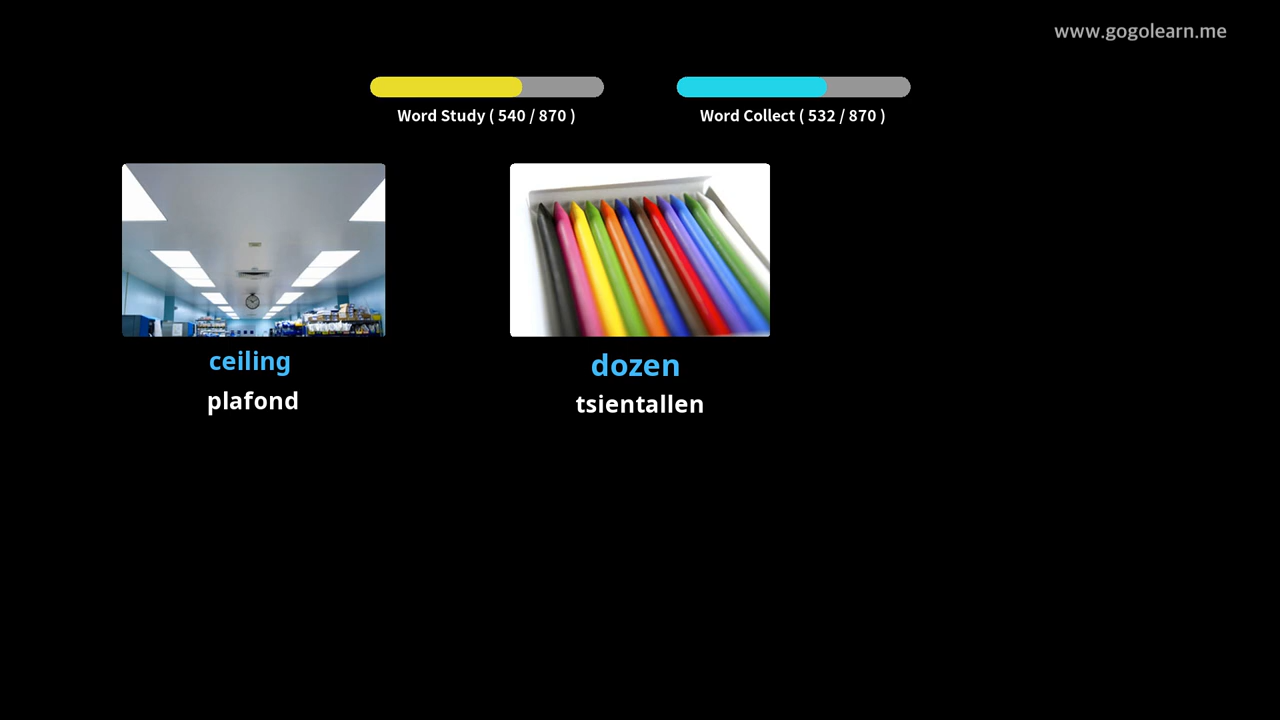 www.gogolearn.me
Word Study ( 540 / 870 )
Word Collect ( 532 / 870 )
ceiling
plafond
dozen
tsientallen